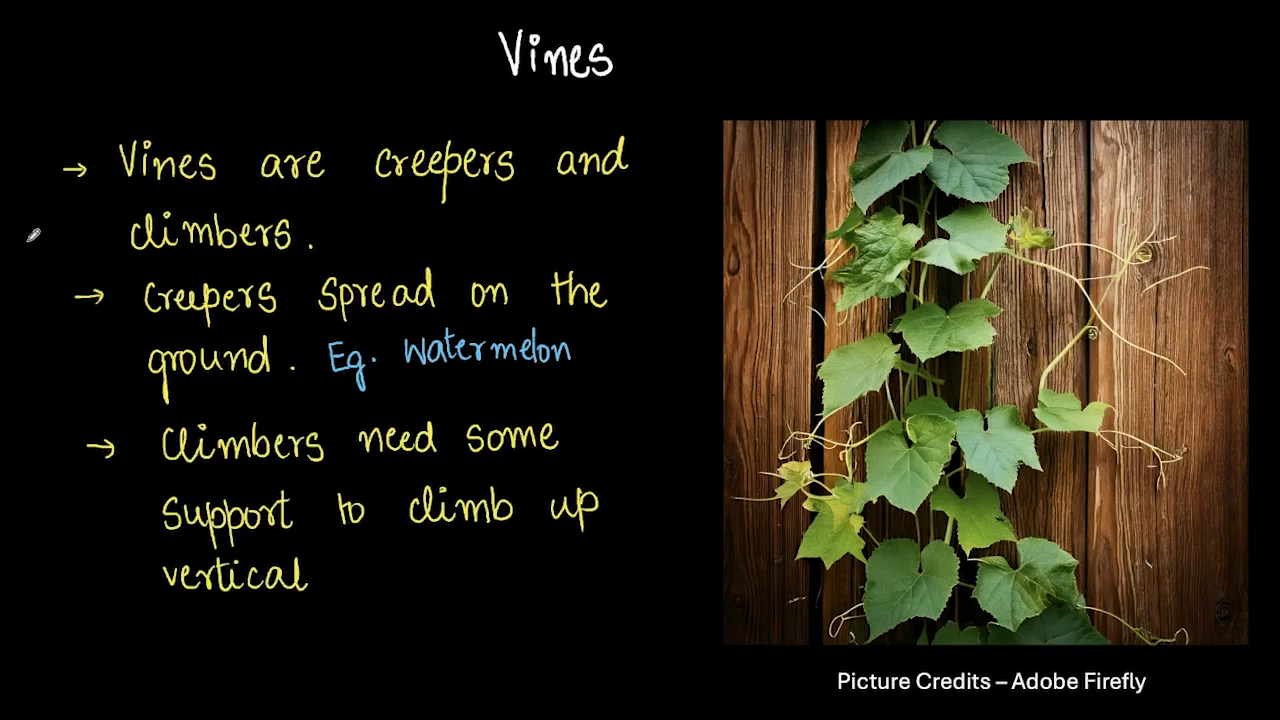 Vines
→ Vines are creepers and
climbers.
→ Creepers spread on the
ground. Eg. Watermelon
→ Climbers need some
support to climb up
vertical
Picture Credits – Adobe Firefly